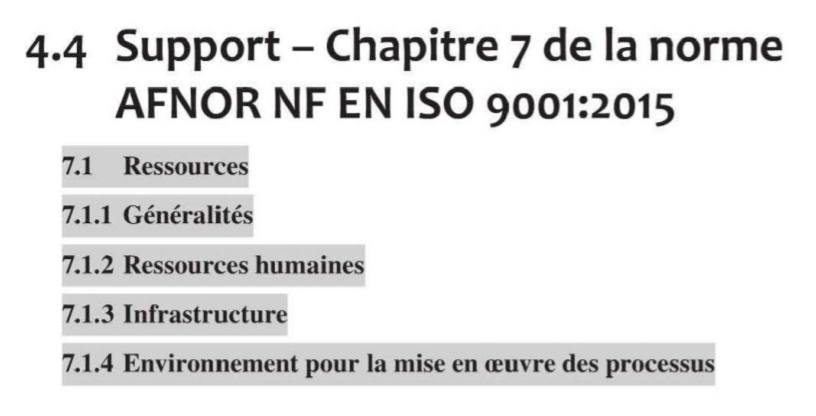 4.4 Support – Chapitre 7 de la norme
AFNOR NF EN ISO 9001:2015
7.1 Ressources
7.1.1 Généralités
7.1.2 Ressources humaines
7.1.3 Infrastructure
7.1.4 Environnement pour la mise en œuvre des processus